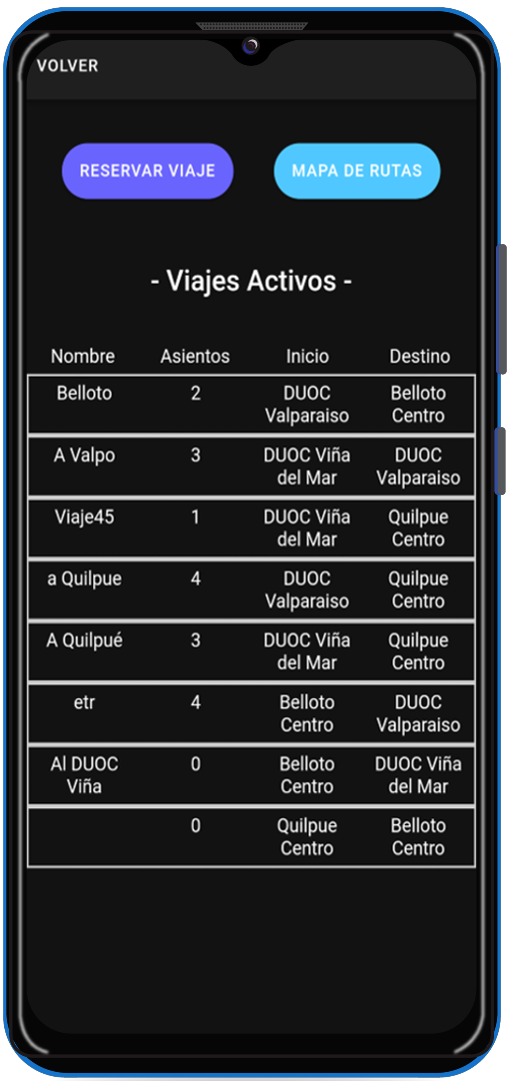 VOLVER
RESERVAR VIAJE MAPA DE RUTAS
- Viajes Activos -
Nombre Asientos Inicio Destino
Belloto 2 DUOC Belloto
Valparaiso Centro
A Valpo 3 DUOC Viña DUOC
del Mar Valparaiso
Viaje45 1 DUOC Viña Quilpue
del Mar Centro
a Quilpue 4 DUOC Quilpue
Valparaiso Centro
A Quilpué 3 DUOC Viña Quilpue
del Mar Centro
etr 4 Belloto DUOC
Centro Valparaiso
Al DUOC 0 Belloto DUOC Viña
Viña Centro del Mar
0 Quilpue Belloto
Centro Centro